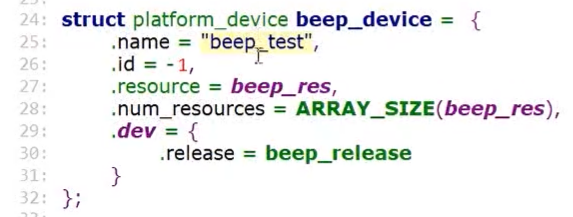 24: struct platform_device beep_device = {
25: .name = "beep_test",
26: .id = -1,
27: .resource = beep_res,
28: .num_resources = ARRAY_SIZE(beep_res),
29: .dev = {
30: .release = beep_release
31: }
32: };